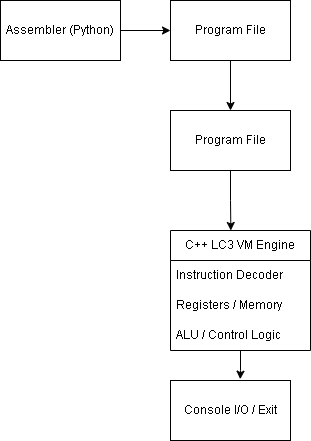 Assembler (Python)
Program File
Program File
C++ LC3 VM Engine
Instruction Decoder
Registers / Memory
ALU / Control Logic
Console I/O / Exit